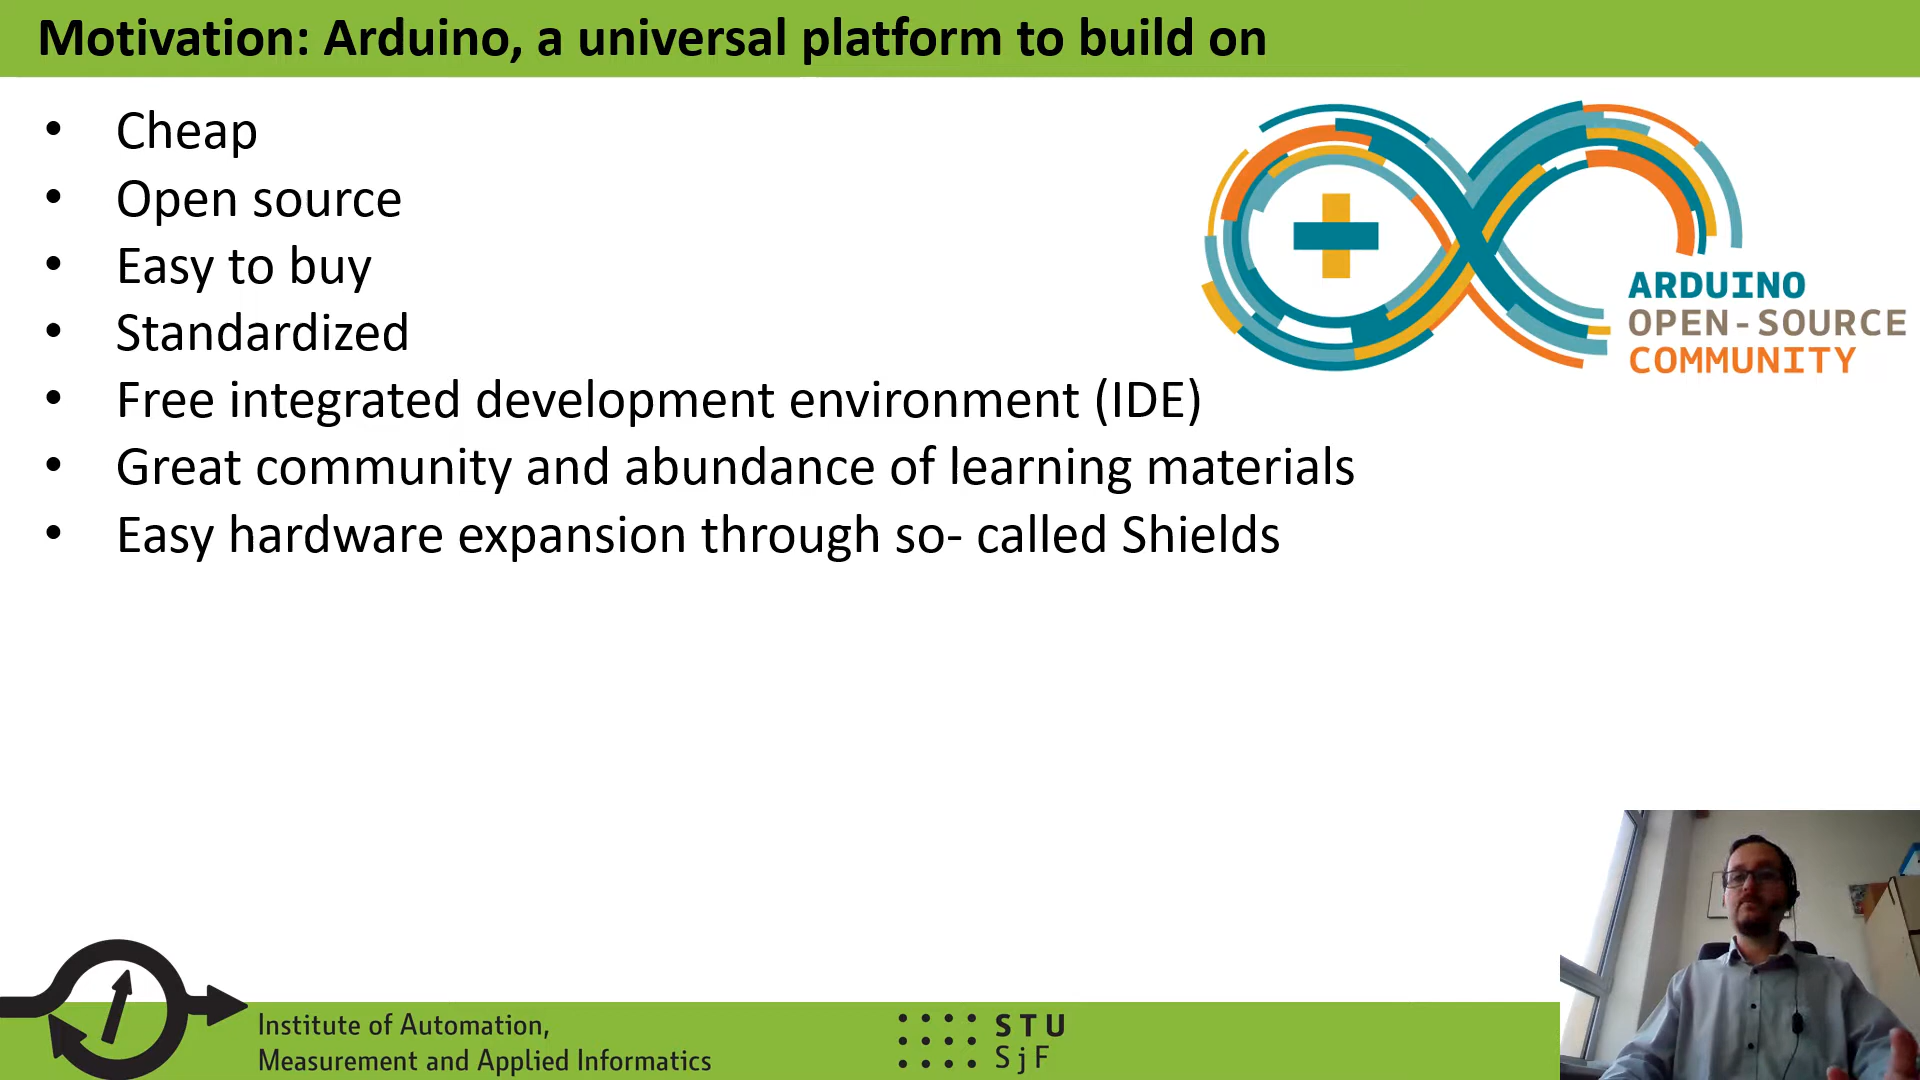 Motivation: Arduino, a universal platform to build on
• Cheap
• Open source
• Easy to buy
• Standardized
• Free integrated development environment (IDE)
• Great community and abundance of learning materials
• Easy hardware expansion through so- called Shields
ARDUINO
OPEN-SOURCE
COMMUNITY
Institute of Automation,
Measurement and Applied Informatics
STU
SjF